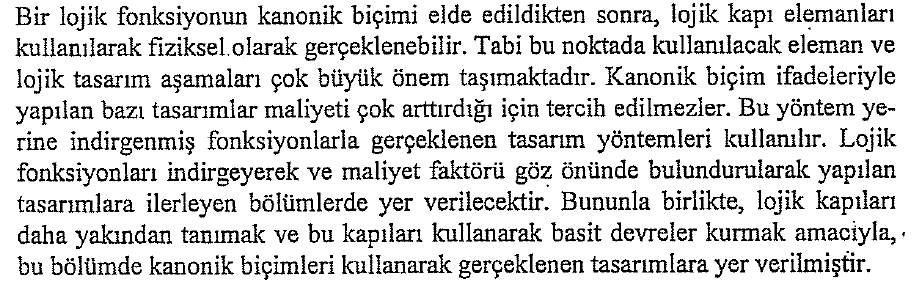 Bir lojik fonksiyonun kanonik biçimi elde edildikten sonra, lojik kapı elemanları
kullanılarak fiziksel olarak gerçeklenebilir. Tabi bu noktada kullanılacak eleman ve
lojik tasarım aşamaları çok büyük önem taşımaktadır. Kanonik biçim ifadeleriyle
yapılan bazı tasarımlar maliyeti çok arttırdığı için tercih edilmezler. Bu yöntem ye-
rine indirgenmiş fonksiyonlarla gerçeklenen tasarım yöntemleri kullanılır. Lojik
fonksiyonları indirgeyerek ve maliyet faktörü göz önünde bulundurularak yapılan
tasarımlara ilerleyen bölümlerde yer verilecektir. Bununla birlikte, lojik kapıları
daha yakından tanımak ve bu kapıları kullanarak basit devreler kurmak amacıyla,
bu bölümde kanonik biçimleri kullanarak gerçeklenen tasarımlara yer verilmiştir.